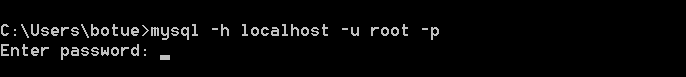 C:\Users\botue>mysql -h localhost -u root -p
Enter password: _